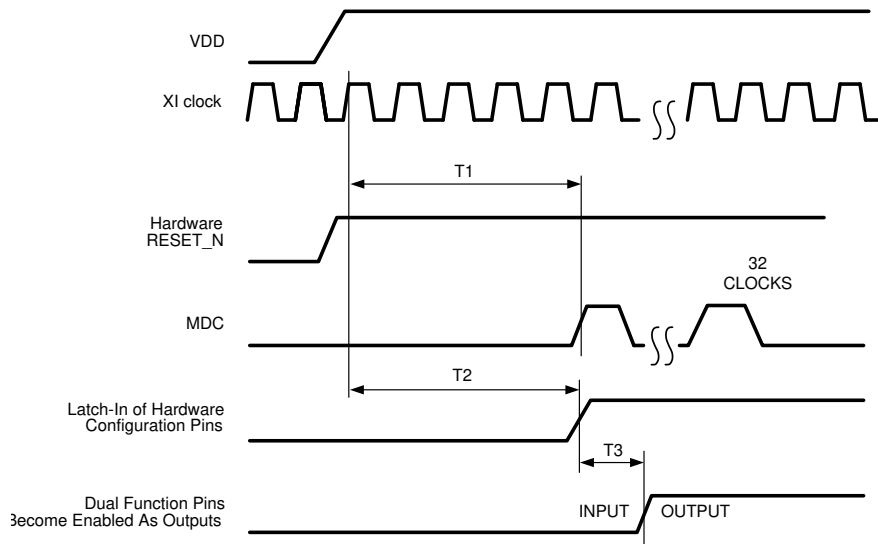 VDD
XI clock
T1
Hardware
RESET_N
32
CLOCKS
MDC
T2
Latch-In of Hardware
Configuration Pins
T3
Dual Function Pins
Become Enabled As Outputs
INPUT
OUTPUT